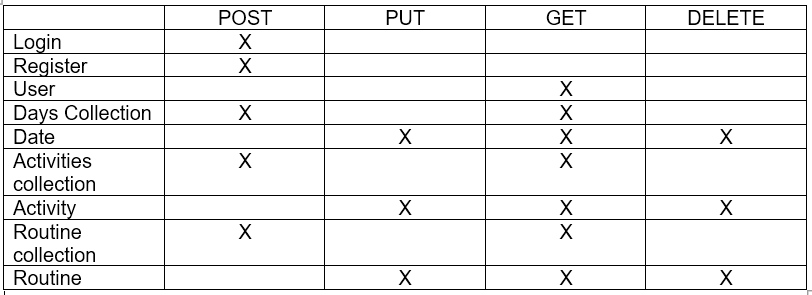 POST PUT GET DELETE
Login X
Register X
User X
Days Collection X X
Date X X X
Activities X X
collection
Activity X X X
Routine X X
collection
Routine X X X